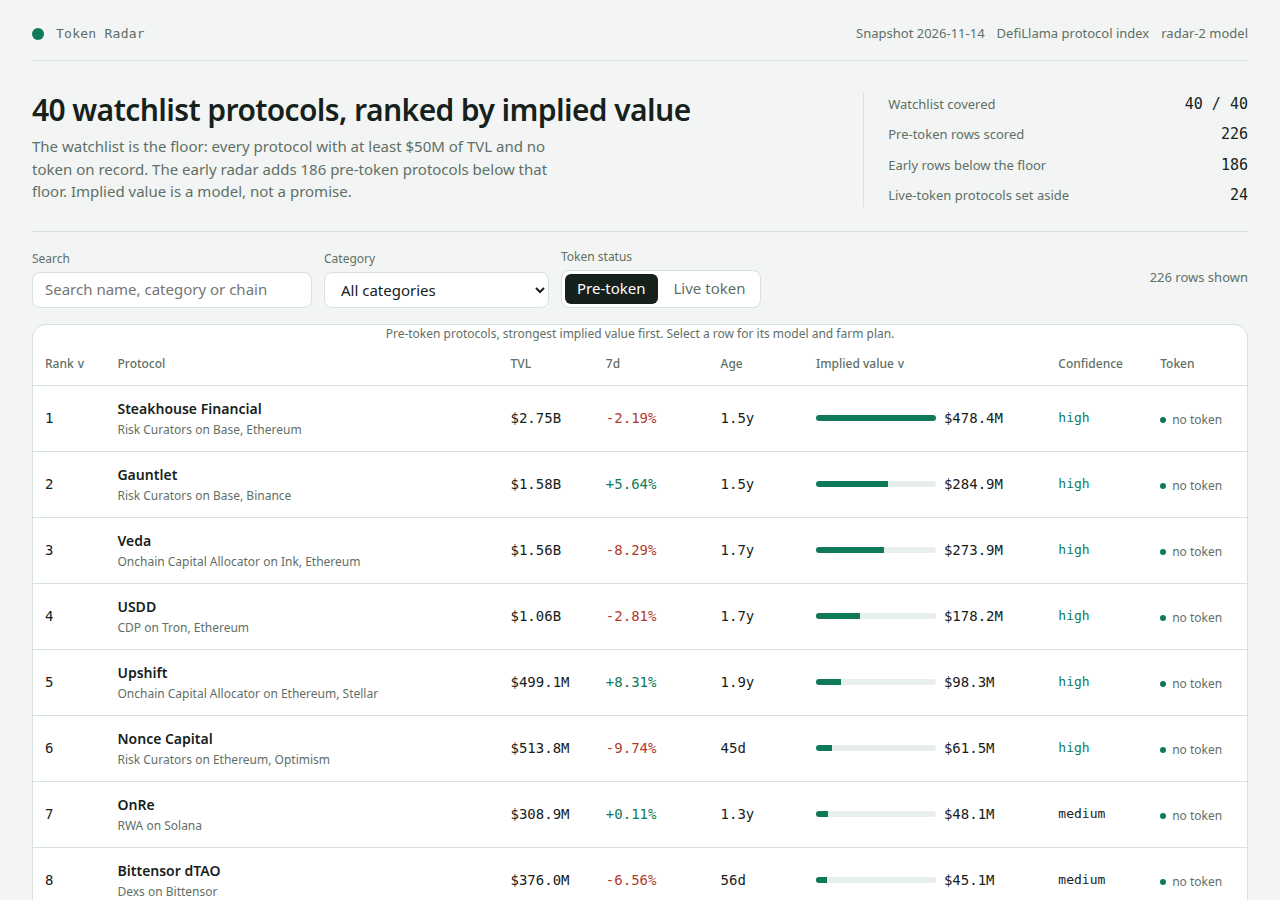 Token Radar
Snapshot 2026-11-14 DefiLlama protocol index radar-2 model
40 watchlist protocols, ranked by implied value
The watchlist is the floor: every protocol with at least $50M of TVL and no
token on record. The early radar adds 186 pre-token protocols below that
floor. Implied value is a model, not a promise.
Watchlist covered 40 / 40
Pre-token rows scored 226
Early rows below the floor 186
Live-token protocols set aside 24
Search
Category
Token status
Search name, category or chain
All categories
Pre-token
Live token
226 rows shown
Pre-token protocols, strongest implied value first. Select a row for its model and farm plan.
Rank v Protocol TVL 7d Age Implied value v Confidence Token
1 Steakhouse Financial $2.75B -2.19% 1.5y $478.4M high no token
Risk Curators on Base, Ethereum
2 Gauntlet $1.58B +5.64% 1.5y $284.9M high no token
Risk Curators on Base, Binance
3 Veda $1.56B -8.29% 1.7y $273.9M high no token
Onchain Capital Allocator on Ink, Ethereum
4 USDD $1.06B -2.81% 1.7y $178.2M high no token
CDP on Tron, Ethereum
5 Upshift $499.1M +8.31% 1.9y $98.3M high no token
Onchain Capital Allocator on Ethereum, Stellar
6 Nonce Capital $513.8M -9.74% 45d $61.5M high no token
Risk Curators on Ethereum, Optimism
7 OnRe $308.9M +0.11% 1.3y $48.1M medium no token
RWA on Solana
8 Bittensor dTAO $376.0M -6.56% 56d $45.1M medium no token
Dexs on Bittensor